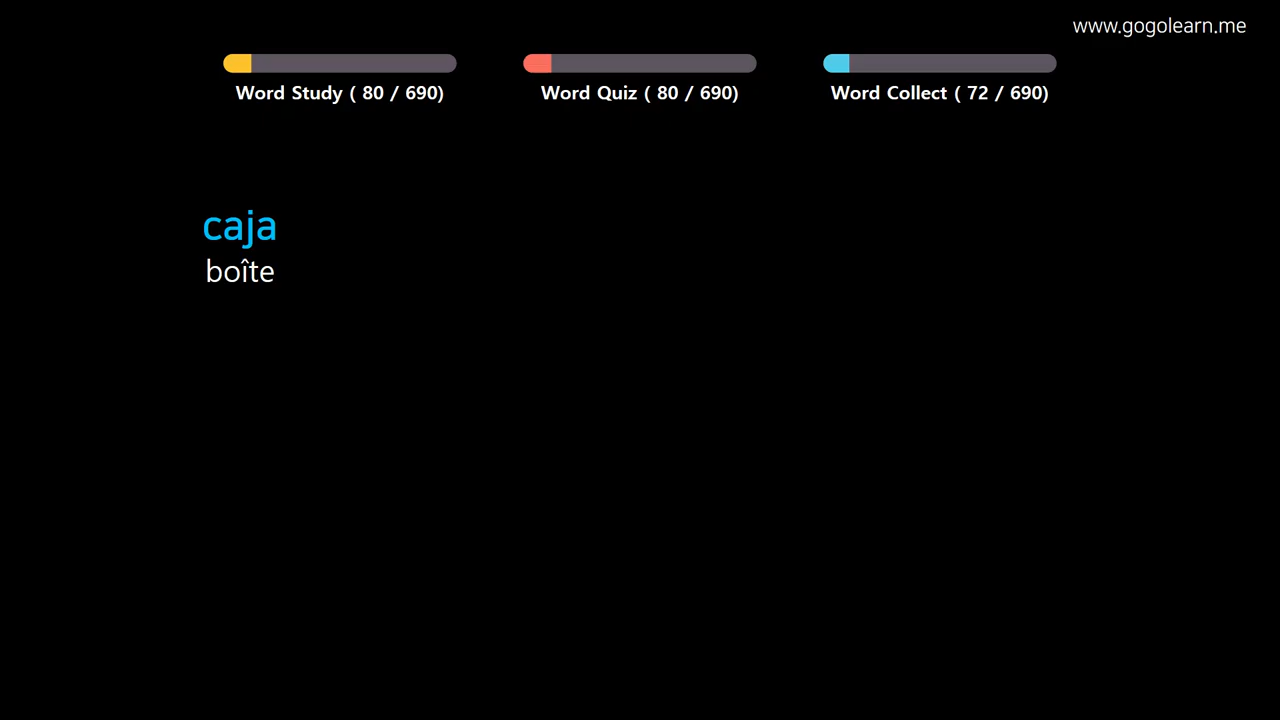 www.gogolearn.me
Word Study ( 80 / 690)
Word Quiz ( 80 / 690)
Word Collect ( 72 / 690)
caja
boîte